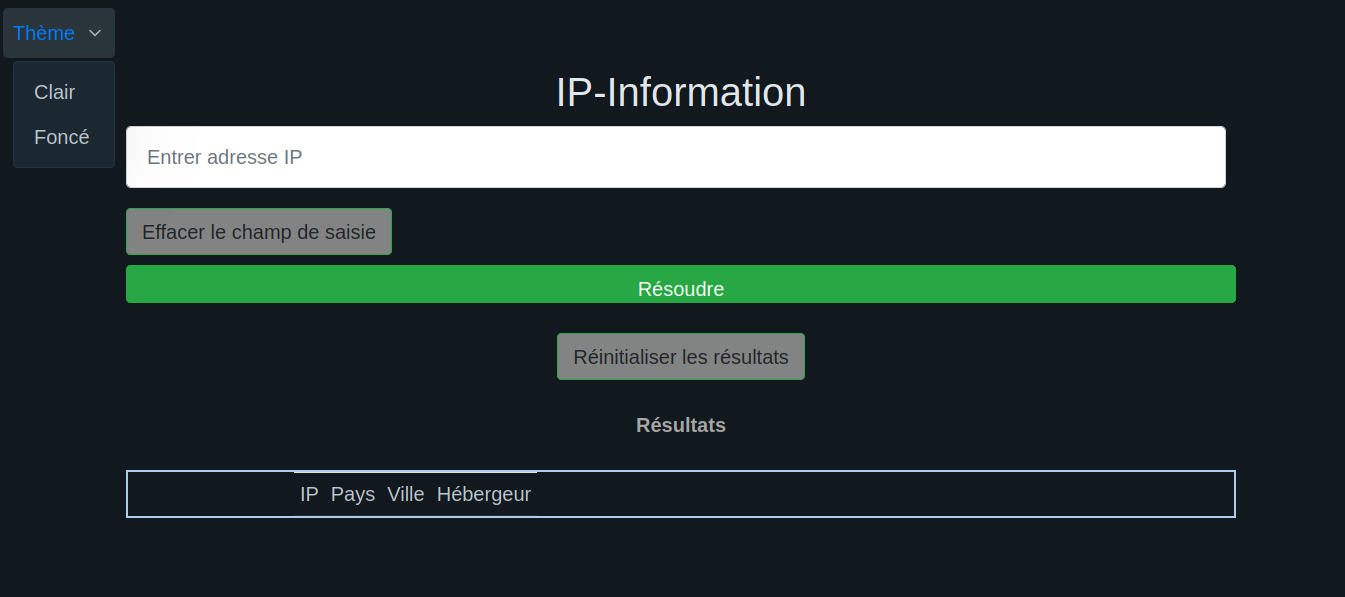 Thème
Clair
Foncé
IP-Information
Entrer adresse IP
Effacer le champ de saisie
Résoudre
Réinitialiser les résultats
Résultats
IP Pays Ville Hébergeur